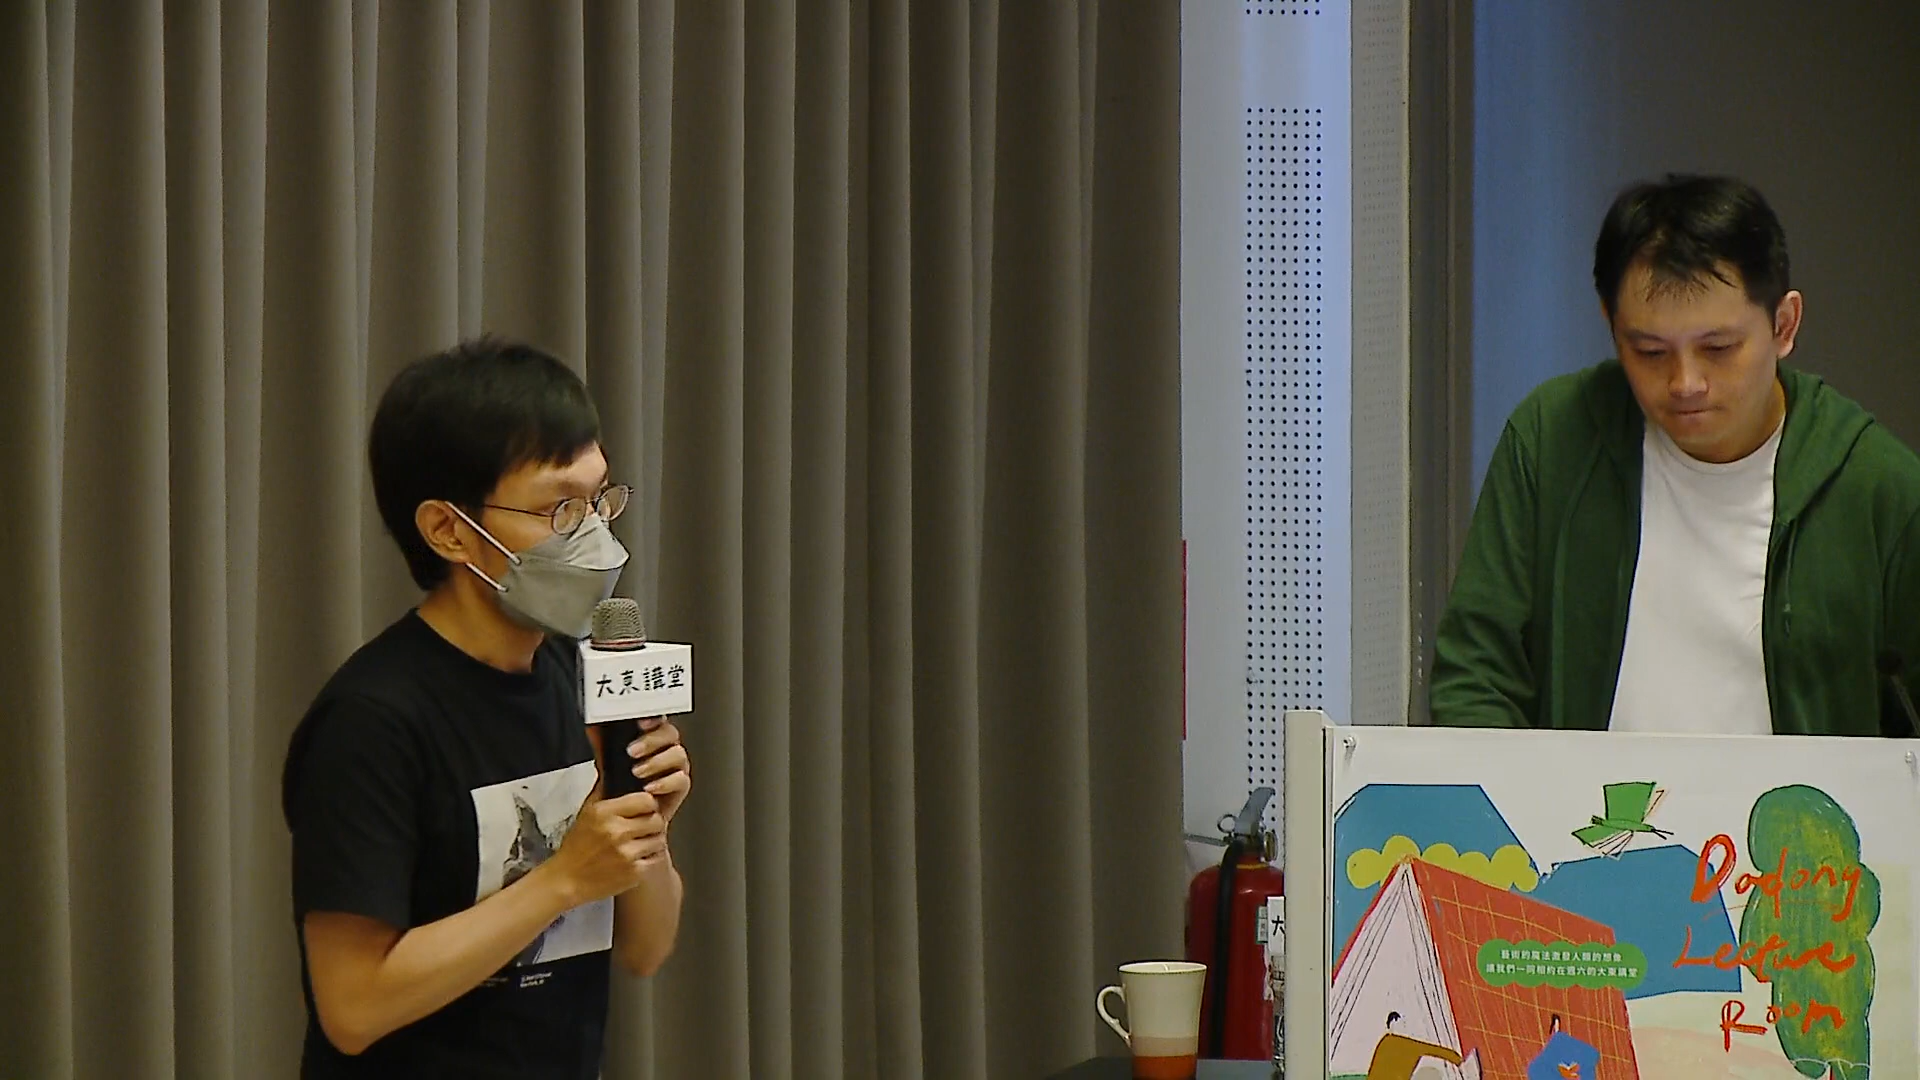 大東講堂
Dadong
Lecture
Room
藝術的魔法激發人類的想像
讓我們一同相約在週六的大東講堂
大